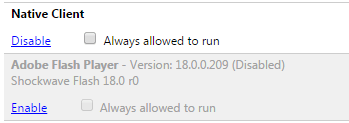 Native Client
Disable Always allowed to run
Adobe Flash Player - Version: 18.0.0.209 (Disabled)
Shockwave Flash 18.0 r0
Enable Always allowed to run